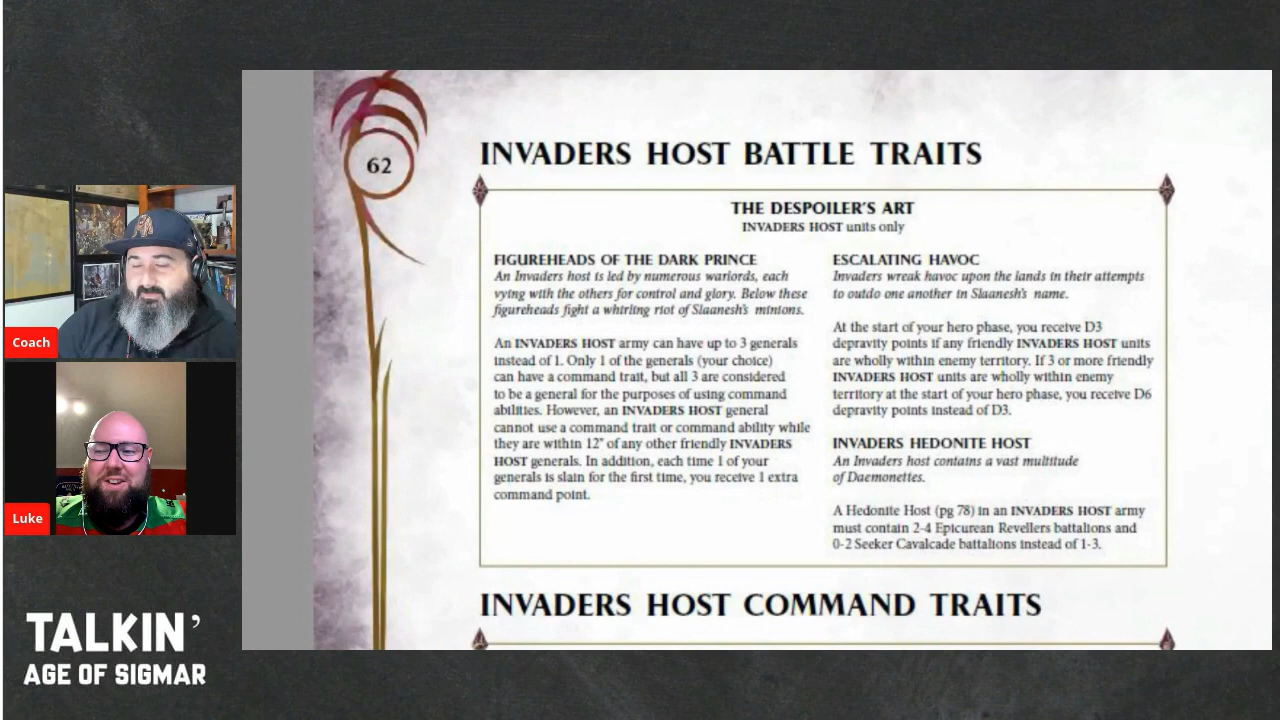 62
INVADERS HOST BATTLE TRAITS
THE DESPOILER'S ART
INVADERS HOST units only
FIGUREHEADS OF THE DARK PRINCE
An Invaders host is led by numerous warlords, each
vying with the others for control and glory. Below these
figureheads fight a whirling riot of Slaanesh's minions.
An INVADERS HOST army can have up to 3 generals
instead of 1. Only 1 of the generals (your choice)
can have a command trait, but all 3 are considered
to be a general for the purposes of using command
abilities. However, an INVADERS HOST general
cannot use a command trait or command ability while
they are within 12" of any other friendly INVADERS
HOST generals. In addition, each time 1 of your
generals is slain for the first time, you receive 1 extra
command point.
ESCALATING HAVOC
Invaders wreak havoc upon the lands in their attempts
to outdo one another in Slaanesh's name.
At the start of your hero phase, you receive D3
depravity points if any friendly INVADERS HOST units
are wholly within enemy territory. If 3 or more friendly
INVADERS HOST units are wholly within enemy
territory at the start of your hero phase, you receive D6
depravity points instead of D3.
INVADERS HEDONITE HOST
An Invaders host contains a vast multitude
of Daemonettes.
A Hedonite Host (pg 78) in an INVADERS HOST army
must contain 2-4 Epicurean Revellers battalions and
0-2 Seeker Cavalcade battalions instead of 1-3.
INVADERS HOST COMMAND TRAITS
Coach
Luke
TALKIN'
AGE OF SIGMAR